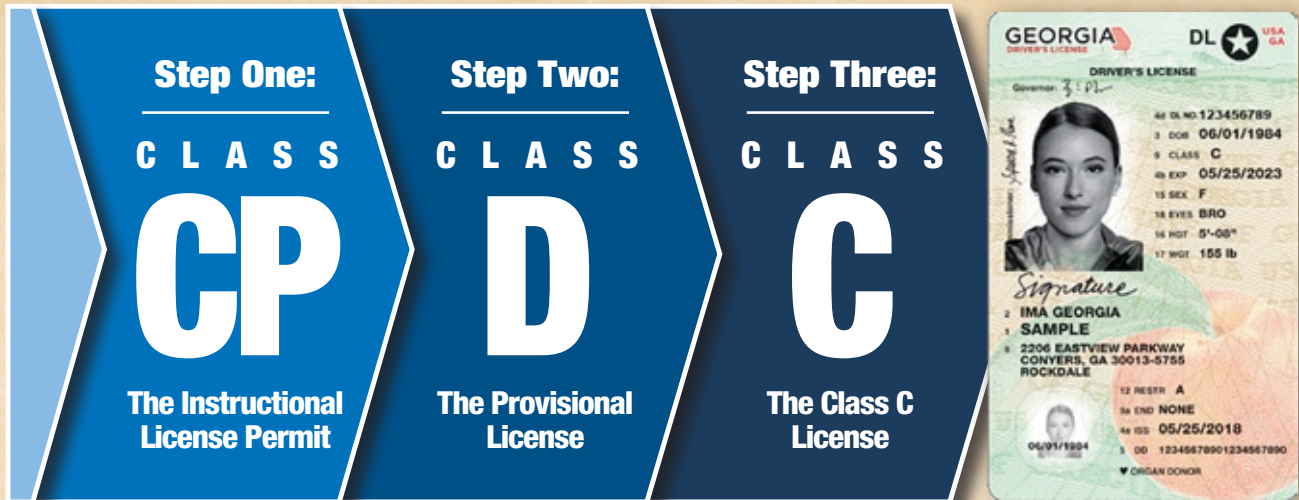 Step One:
CLASS
CP
The Instructional
License Permit
Step Two:
CLASS
D
The Provisional
License
Step Three:
CLASS
C
The Class C
License
GEORGIA
DRIVER'S LICENSE
DL
USA
GA
DRIVER'S LICENSE
Governor:
4d DL NO. 123456789
3 DOB 06/01/1984
9 CLASS C
4b EXP 05/25/2023
15 SEX F
18 EYES BRO
16 HGT 5'-08"
17 WGT 155 lb
Signature
2 IMA GEORGIA
1 SAMPLE
8 2206 EASTVIEW PARKWAY
CONYERS, GA 30013-5755
ROCKDALE
12 RESTR A
9a END NONE
4a ISS 05/25/2018
5 DD 12345678901234567890
ORGAN DONOR
06/01/1984